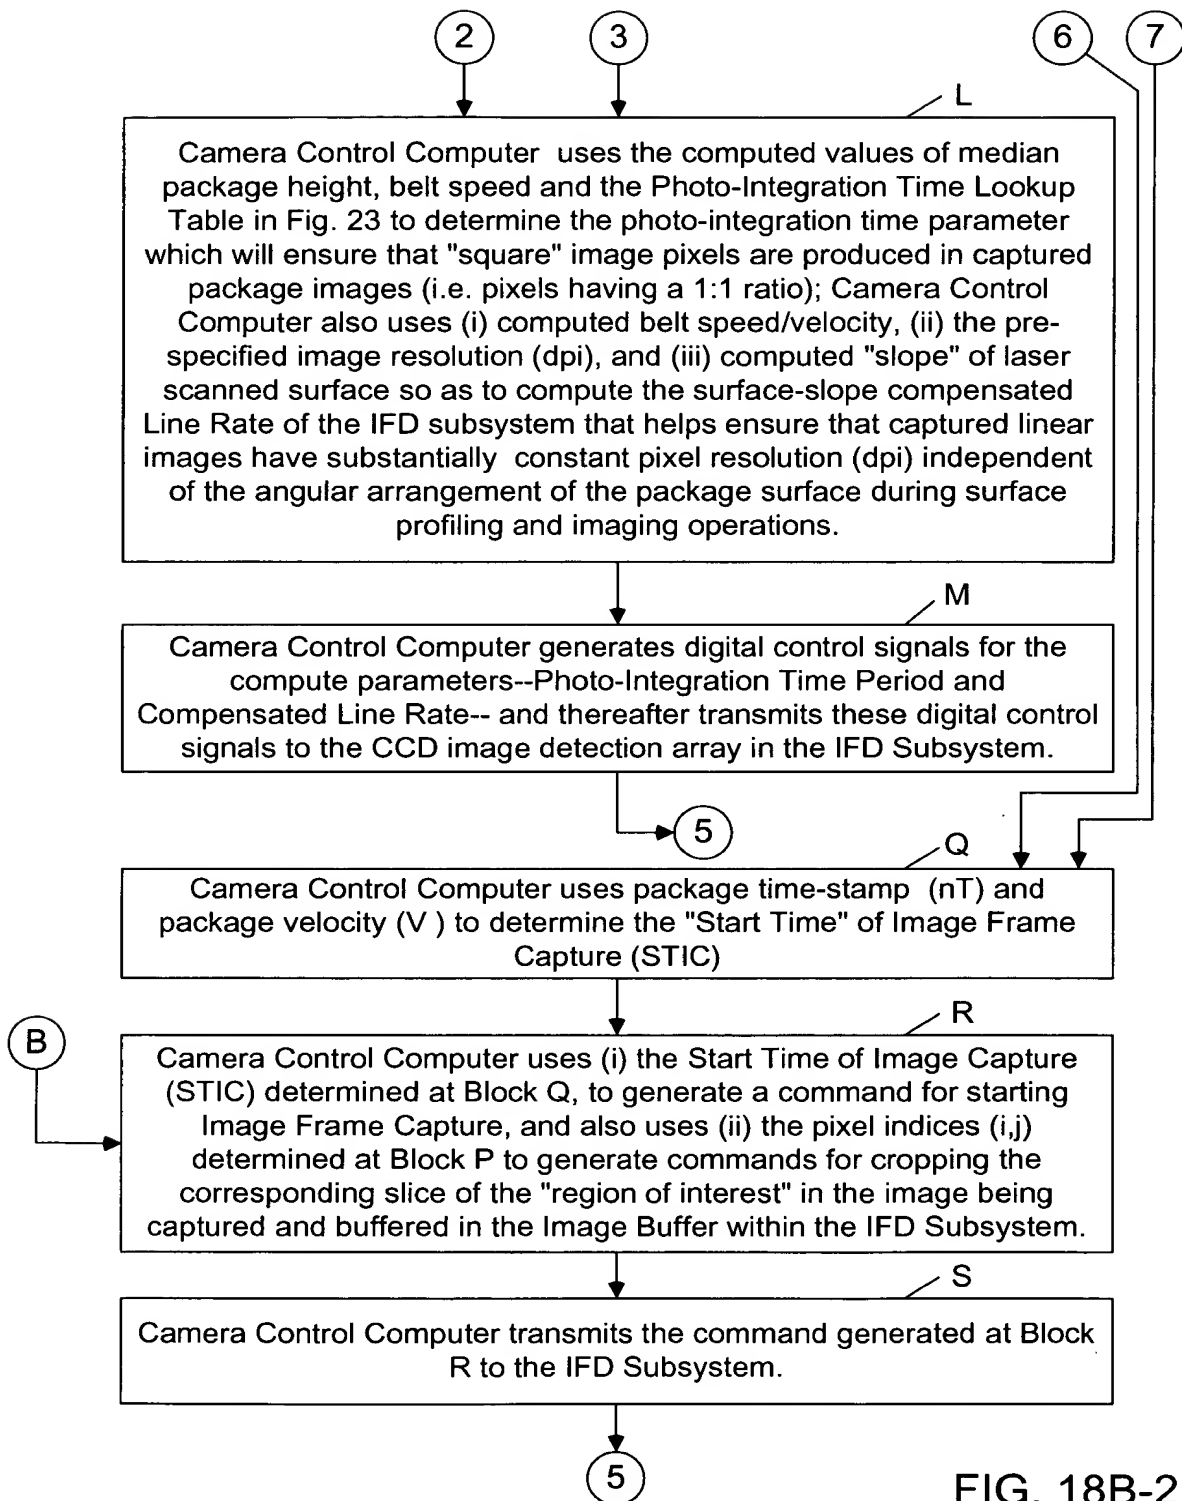 2 3 6 7
L
Camera Control Computer uses the computed values of median
package height, belt speed and the Photo-Integration Time Lookup
Table in Fig. 23 to determine the photo-integration time parameter
which will ensure that "square" image pixels are produced in captured
package images (i.e. pixels having a 1:1 ratio); Camera Control
Computer also uses (i) computed belt speed/velocity, (ii) the pre-
specified image resolution (dpi), and (iii) computed "slope" of laser
scanned surface so as to compute the surface-slope compensated
Line Rate of the IFD subsystem that helps ensure that captured linear
images have substantially constant pixel resolution (dpi) independent
of the angular arrangement of the package surface during surface
profiling and imaging operations.
M
Camera Control Computer generates digital control signals for the
compute parameters--Photo-Integration Time Period and
Compensated Line Rate-- and thereafter transmits these digital control
signals to the CCD image detection array in the IFD Subsystem.
5
Q
Camera Control Computer uses package time-stamp (nT) and
package velocity (V ) to determine the "Start Time" of Image Frame
Capture (STIC)
R
B
Camera Control Computer uses (i) the Start Time of Image Capture
(STIC) determined at Block Q, to generate a command for starting
Image Frame Capture, and also uses (ii) the pixel indices (i,j)
determined at Block P to generate commands for cropping the
corresponding slice of the "region of interest" in the image being
captured and buffered in the Image Buffer within the IFD Subsystem.
S
Camera Control Computer transmits the command generated at Block
R to the IFD Subsystem.
5
FIG. 18B-2